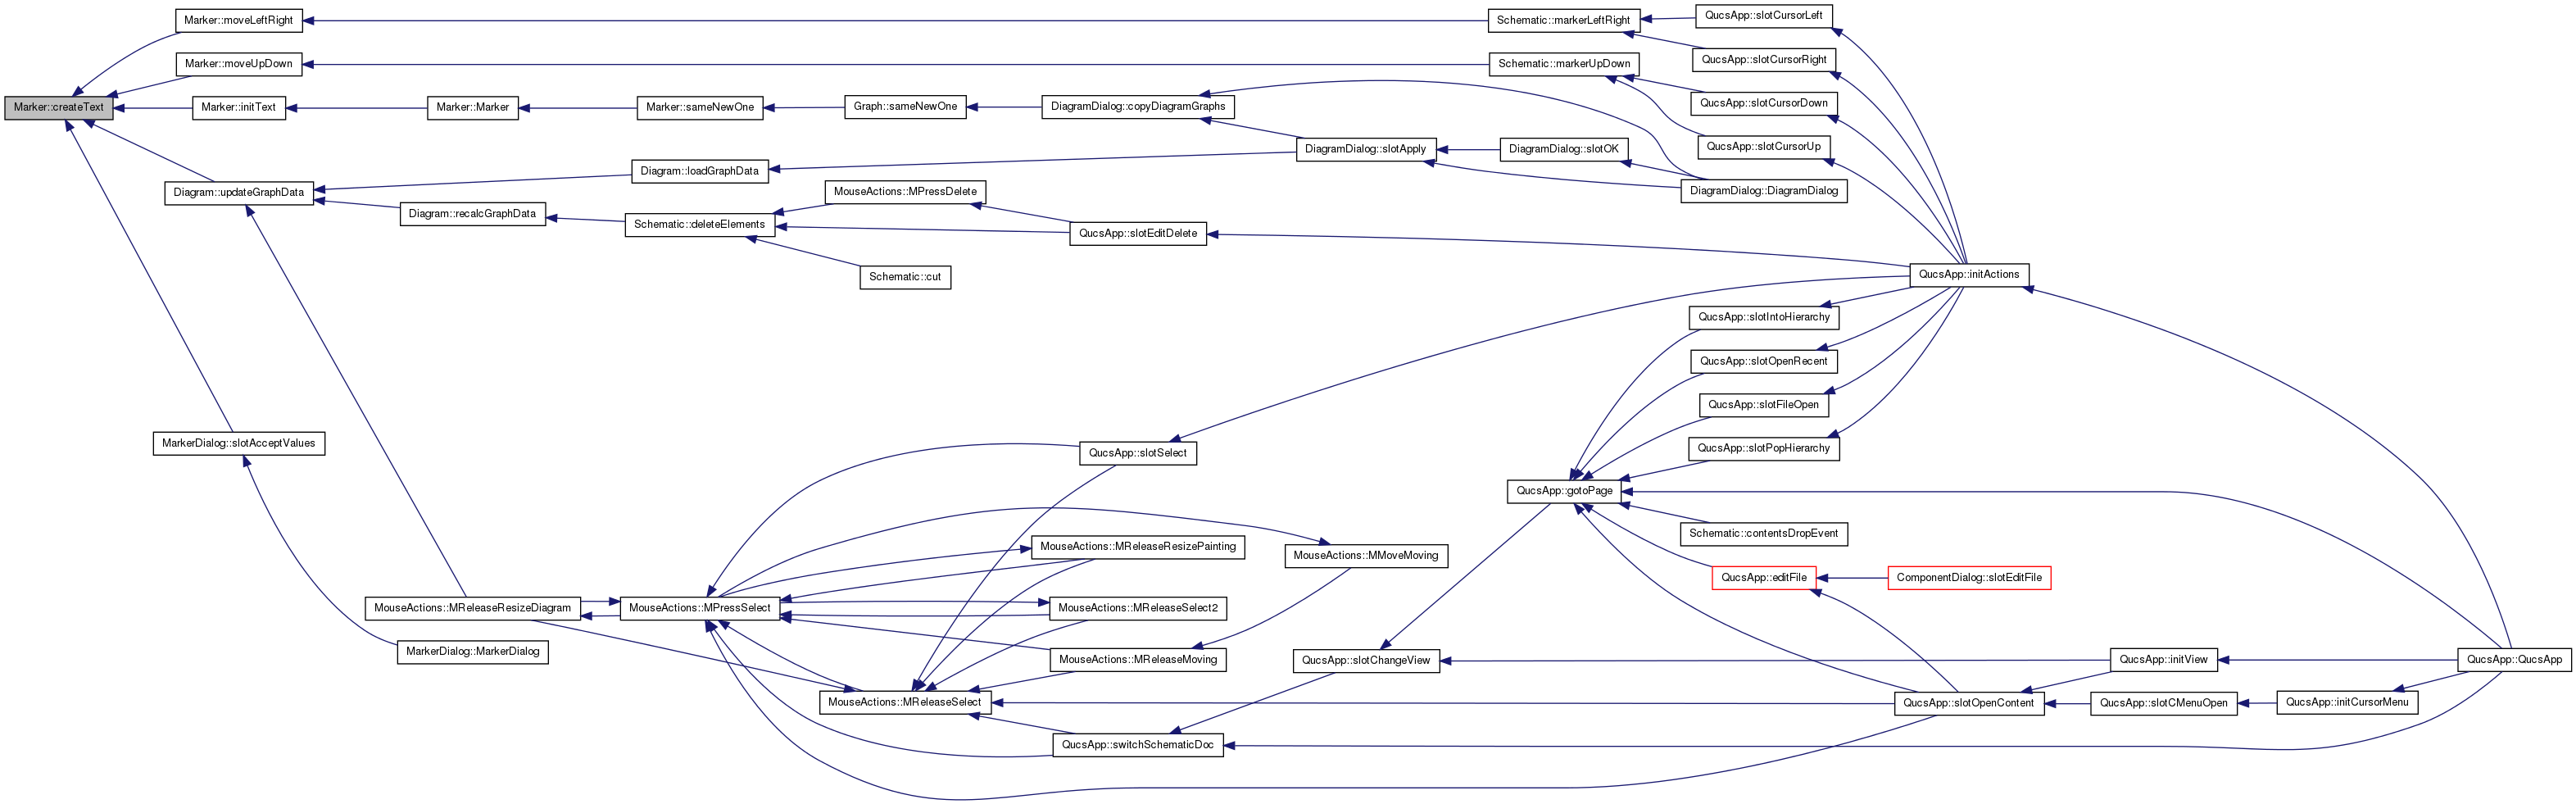 Marker::moveLeftRight
Schematic::markerLeftRight
QucsApp::slotCursorLeft
QucsApp::slotCursorRight
Marker::moveUpDown
Schematic::markerUpDown
QucsApp::slotCursorDown
Marker::createText
Marker::initText
Marker::Marker
Marker::sameNewOne
Graph::sameNewOne
DiagramDialog::copyDiagramGraphs
QucsApp::slotCursorUp
DiagramDialog::slotApply
DiagramDialog::slotOK
Diagram::loadGraphData
DiagramDialog::DiagramDialog
Diagram::updateGraphData
MouseActions::MPressDelete
Diagram::recalcGraphData
Schematic::deleteElements
QucsApp::slotEditDelete
Schematic::cut
QucsApp::initActions
QucsApp::slotIntoHierarchy
QucsApp::slotOpenRecent
QucsApp::slotFileOpen
MarkerDialog::slotAcceptValues
QucsApp::slotSelect
QucsApp::slotPopHierarchy
QucsApp::gotoPage
Schematic::contentsDropEvent
MouseActions::MReleaseResizePainting
MouseActions::MMoveMoving
QucsApp::editFile
ComponentDialog::slotEditFile
MouseActions::MReleaseResizeDiagram
MouseActions::MPressSelect
MouseActions::MReleaseSelect2
MarkerDialog::MarkerDialog
MouseActions::MReleaseMoving
QucsApp::slotChangeView
QucsApp::initView
QucsApp::QucsApp
MouseActions::MReleaseSelect
QucsApp::slotOpenContent
QucsApp::slotCMenuOpen
QucsApp::initCursorMenu
QucsApp::switchSchematicDoc